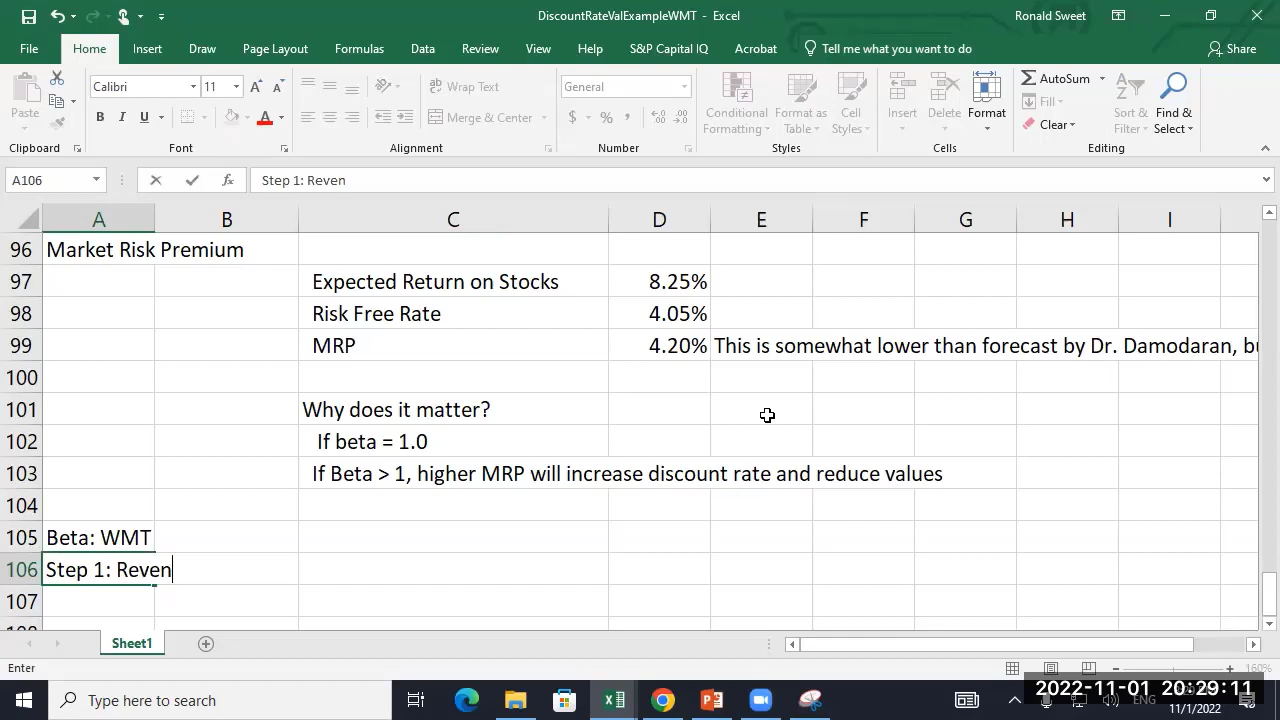 DiscountRateValExampleWMT - Excel
Ronald Sweet
File Home Insert Draw Page Layout Formulas Data Review View Help S&P Capital IQ Acrobat Tell me what you want to do Share
Paste
Clipboard
Calibri 11
B I U A
Font
Wrap Text
Merge & Center
Alignment
General
$ % ,
Number
Conditional Formatting
Format as Table
Cell Styles
Styles
Insert Delete Format
Cells
AutoSum
Fill
Clear
Sort & Filter
Find & Select
Editing
A106 fx Step 1: Reven
A B C D E F G H I
96 Market Risk Premium
97 Expected Return on Stocks 8.25%
98 Risk Free Rate 4.05%
99 MRP 4.20% This is somewhat lower than forecast by Dr. Damodaran, bu
100
101 Why does it matter?
102 If beta = 1.0
103 If Beta > 1, higher MRP will increase discount rate and reduce values
104
105 Beta: WMT
106 Step 1: Reven
107
Sheet1
Enter
160%
Type here to search
2022-11-01 20:29:11
ENG
11/1/2022